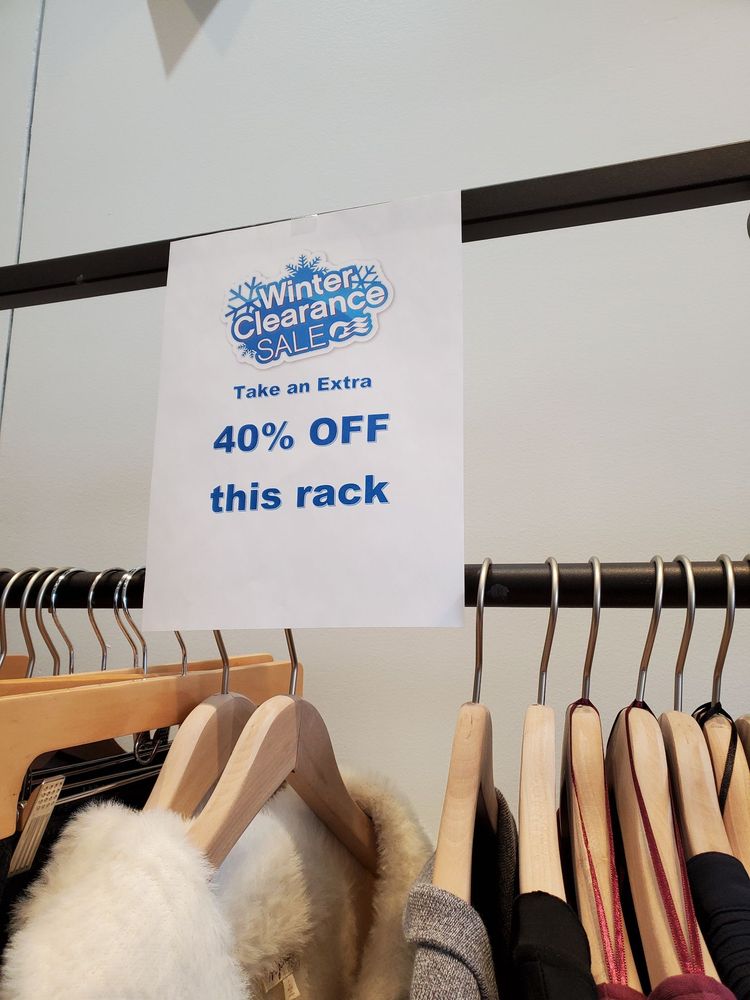 Winter
Clearance
SALE
Take an Extra
40% OFF
this rack